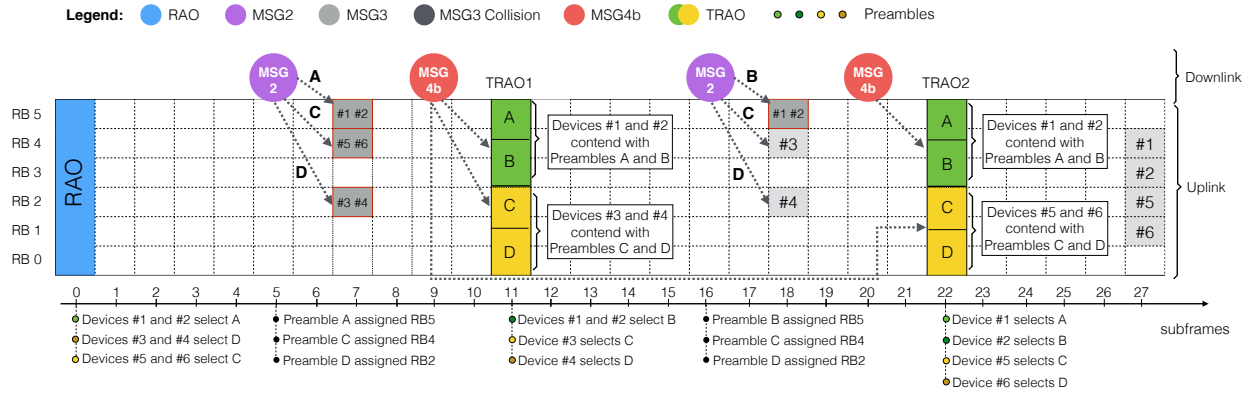 Legend: RAO MSG2 MSG3 MSG3 Collision MSG4b TRAO Preambles
MSG 2
A
C
D
MSG 4b
TRAO1
MSG 2
B
C
D
MSG 4b
TRAO2
Downlink
Uplink
RB 5
RB 4
RB 3
RB 2
RB 1
RB 0
RAO
#1 #2
#5 #6
#3 #4
A
B
C
D
Devices #1 and #2
contend with
Preambles A and B
Devices #3 and #4
contend with
Preambles C and D
#1 #2
#3
#4
A
B
C
D
Devices #1 and #2
contend with
Preambles A and B
Devices #5 and #6
contend with
Preambles C and D
#1
#2
#5
#6
0 1 2 3 4 5 6 7 8 9 10 11 12 13 14 15 16 17 18 19 20 21 22 23 24 25 26 27
subframes
Devices #1 and #2 select A
Devices #3 and #4 select D
Devices #5 and #6 select C
Preamble A assigned RB5
Preamble C assigned RB4
Preamble D assigned RB2
Devices #1 and #2 select B
Device #3 selects C
Device #4 selects D
Preamble B assigned RB5
Preamble C assigned RB4
Preamble D assigned RB2
Device #1 selects A
Device #2 selects B
Device #5 selects C
Device #6 selects D